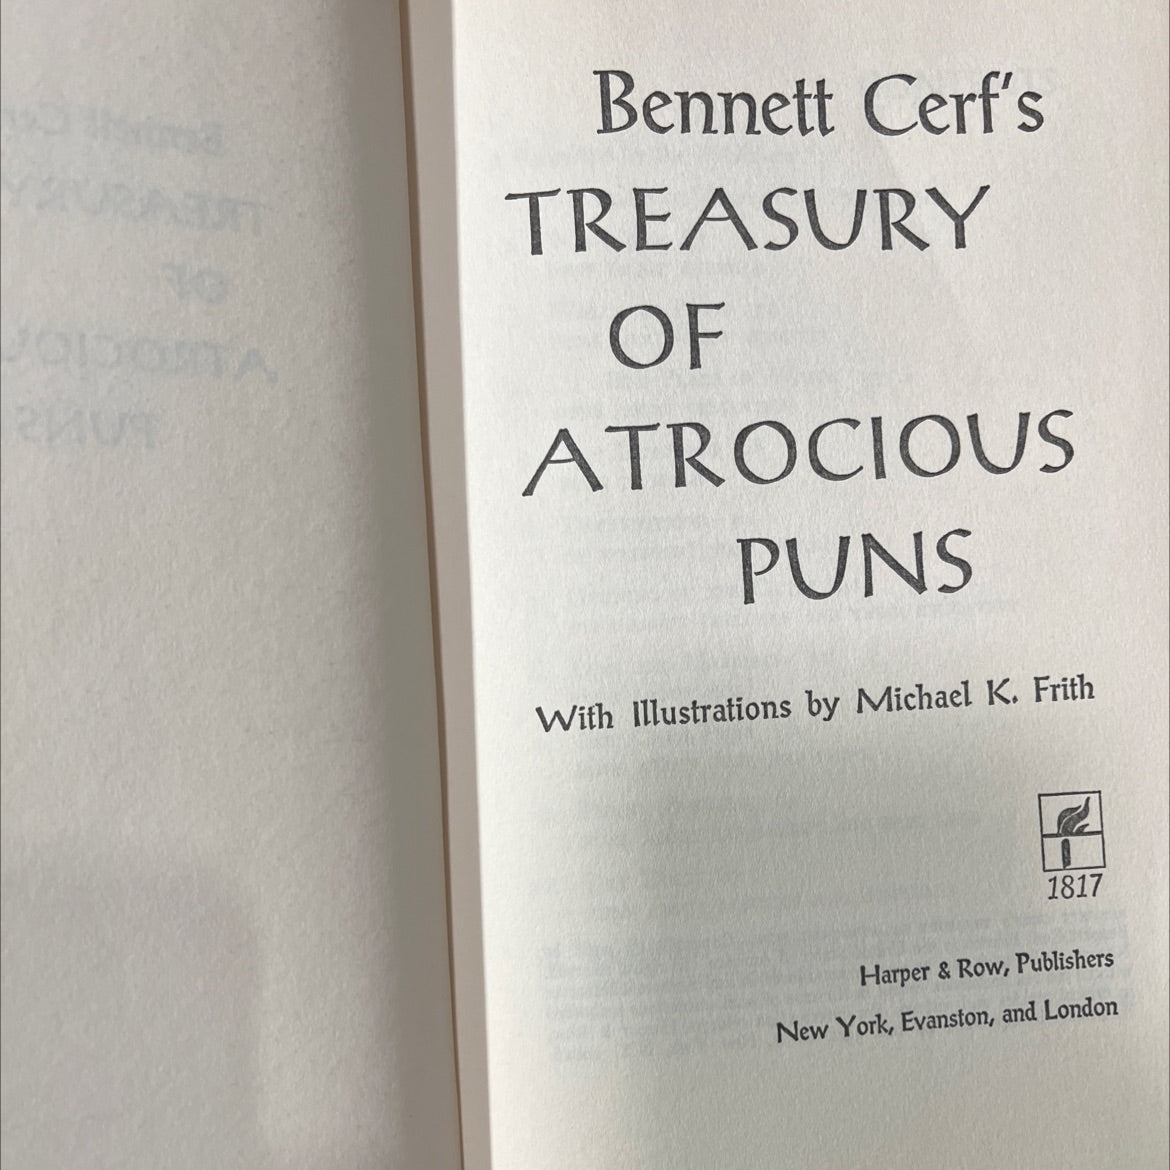 Bennett Cerf's
TREASURY
OF
ATROCIOUS
PUNS
With Illustrations by Michael K. Frith
1817
Harper & Row, Publishers
New York, Evanston, and London